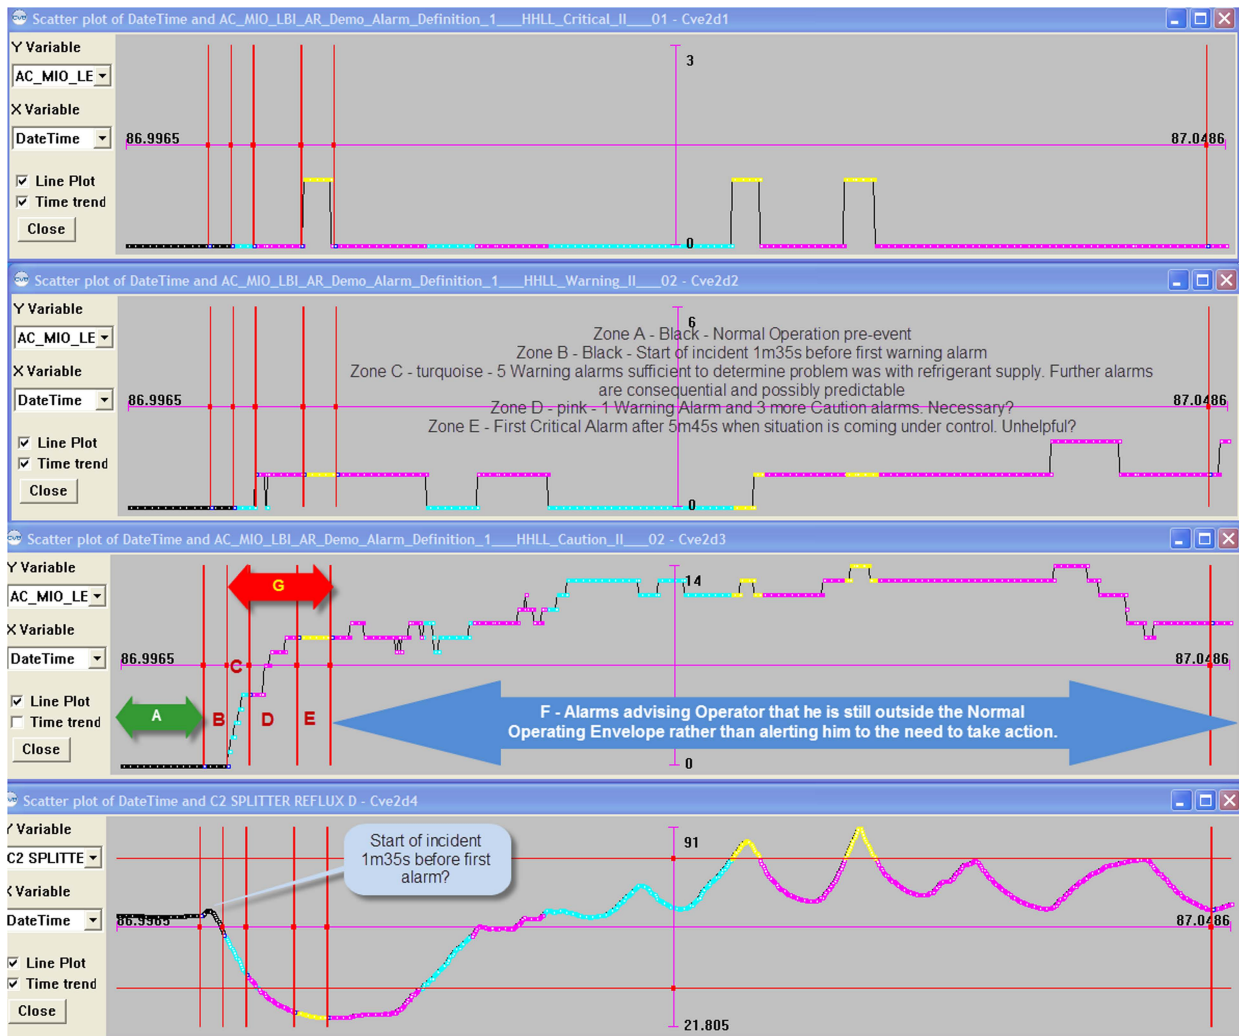 Scatter plot of DateTime and AC_MIO_LBI_AR_Demo_Alarm_Definition_1___HHLL_Critical_II___01 - Cve2d1
Y Variable
AC_MIO_LE
X Variable
DateTime
Line Plot
Time trend
Close
3
86.9965
87.0486
0
Scatter plot of DateTime and AC_MIO_LBI_AR_Demo_Alarm_Definition_1___HHLL_Warning_II___02 - Cve2d2
Y Variable
AC_MIO_LE
X Variable
DateTime
Line Plot
Time trend
Close
6
Zone A - Black - Normal Operation pre-event
Zone B - Black - Start of incident 1m35s before first warning alarm
Zone C - turquoise - 5 Warning alarms sufficient to determine problem was with refrigerant supply. Further alarms
are consequential and possibly predictable
86.9965
87.0486
Zone D - pink - 1 Warning Alarm and 3 more Caution alarms. Necessary?
Zone E - First Critical Alarm after 5m45s when situation is coming under control. Unhelpful?
0
Scatter plot of DateTime and AC_MIO_LBI_AR_Demo_Alarm_Definition_1___HHLL_Caution_II___02 - Cve2d3
Y Variable
AC_MIO_LE
X Variable
DateTime
Line Plot
Time trend
Close
G
14
86.9965
C
87.0486
A
B
D
E
F - Alarms advising Operator that he is still outside the Normal
Operating Envelope rather than alerting him to the need to take action.
0
Scatter plot of DateTime and C2 SPLITTER REFLUX D - Cve2d4
Y Variable
C2 SPLITTE
X Variable
DateTime
Line Plot
Time trend
Close
Start of incident
1m35s before first
alarm?
91
86.9965
87.0486
21.805